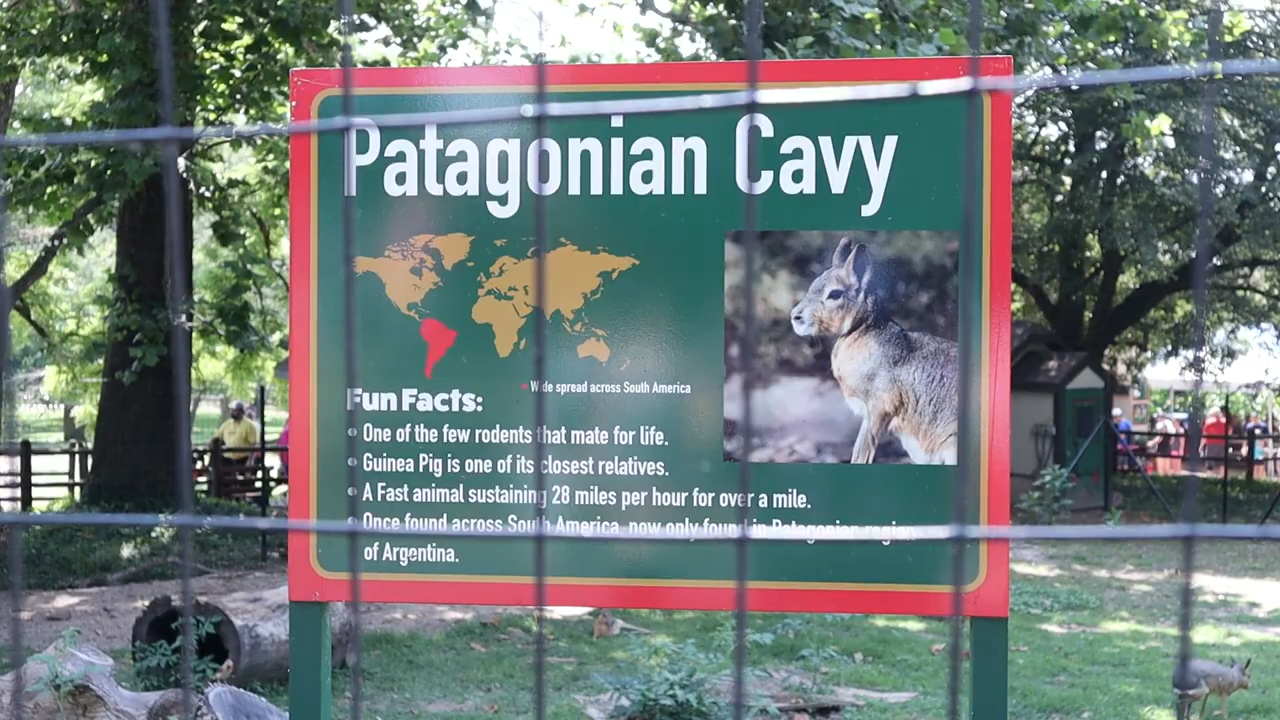 Patagonian Cavy
Wide spread across South America
Fun Facts:
• One of the few rodents that mate for life.
• Guinea Pig is one of its closest relatives.
• A Fast animal sustaining 28 miles per hour for over a mile.
• Once found across South America, now only found in Patagonian region
of Argentina.